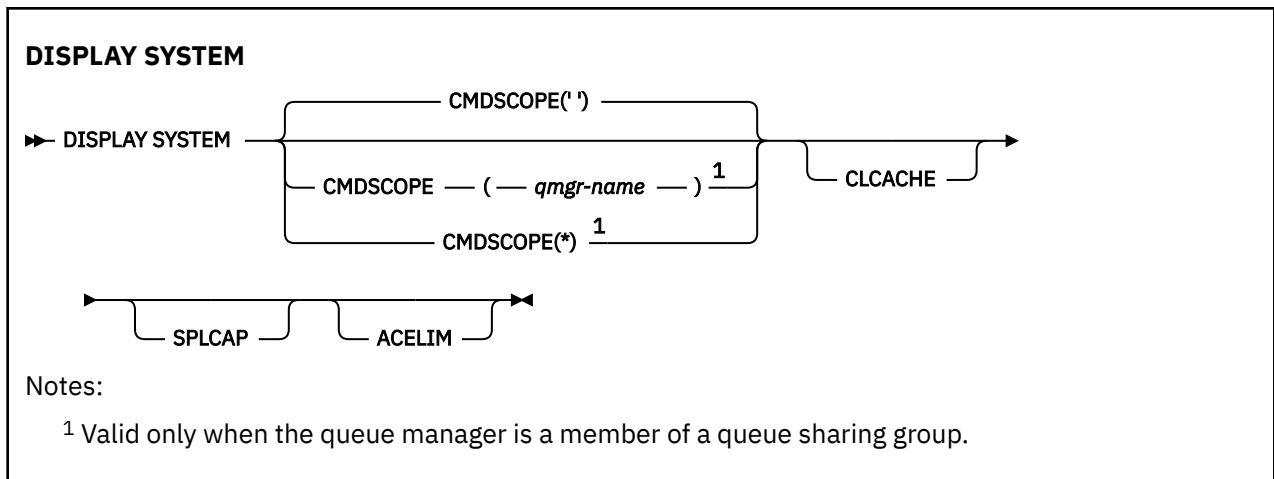 DISPLAY SYSTEM
CMDSCOPE(' ')
DISPLAY SYSTEM
CMDSCOPE ( qmgr-name ) 1
CLCACHE
CMDSCOPE(*) 1
SPLCAP ACELIM
Notes:
1 Valid only when the queue manager is a member of a queue sharing group.